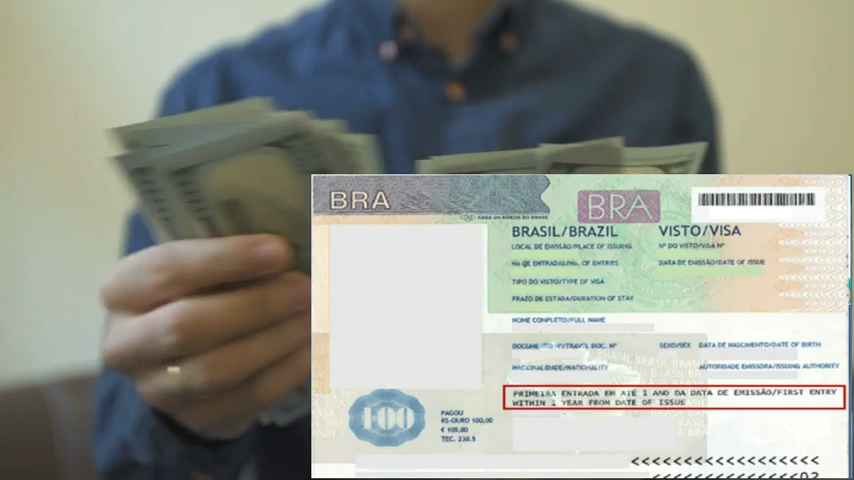 BRA
BRA
CASA DA MOEDA DO BRASIL
BRASIL/BRAZIL
VISTO/VISA
LOCAL DE EMISSÃO/PLACE OF ISSUING
Nº DO VISTO/VISA Nº
No DE ENTRADAS/No. OF ENTRIES
DATA DE EMISSÃO/DATE OF ISSUE
TIPO DO VISTO/TYPE OF VISA
PRAZO DE ESTADA/DURATION OF STAY
NOME COMPLETO/FULL NAME
DOCUMENTO Nº/TRAVEL DOC. Nº
SEXO/SEX
DATA DE NASCIMENTO/DATE OF BIRTH
NACIONALIDADE/NATIONALITY
AUTORIDADE EMISSORA/ISSUING AUTHORITY
PRIMEIRA ENTRADA EM ATÉ 1 ANO DA DATA DE EMISSÃO/FIRST ENTRY
WITHIN 1 YEAR FROM DATE OF ISSUE
100
PAGOU
R$-OURO 100,00
€ 100,00
TEC. 230.5
<<<<<<<<<<<<<<<<<<